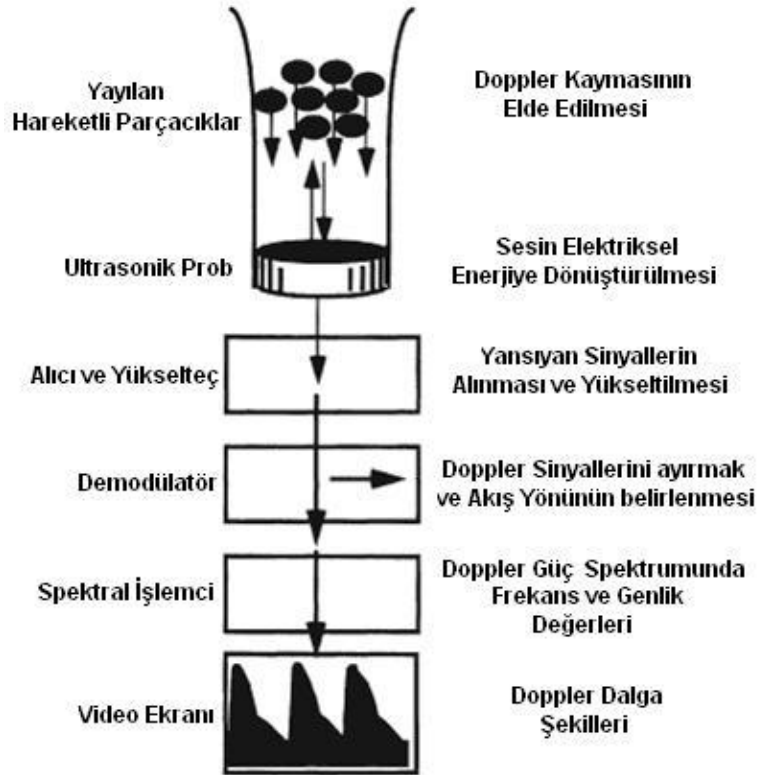 Yayılan
Hareketli Parçacıklar
Doppler Kaymasının
Elde Edilmesi
Ultrasonik Prob
Sesin Elektriksel
Enerjiye Dönüştürülmesi
Alıcı ve Yükselteç
Yansıyan Sinyallerin
Alınması ve Yükseltilmesi
Demodülatör
Doppler Sinyallerini ayırmak
ve Akış Yönünün belirlenmesi
Spektral İşlemci
Doppler Güç Spektrumunda
Frekans ve Genlik
Değerleri
Video Ekranı
Doppler Dalga
Şekilleri